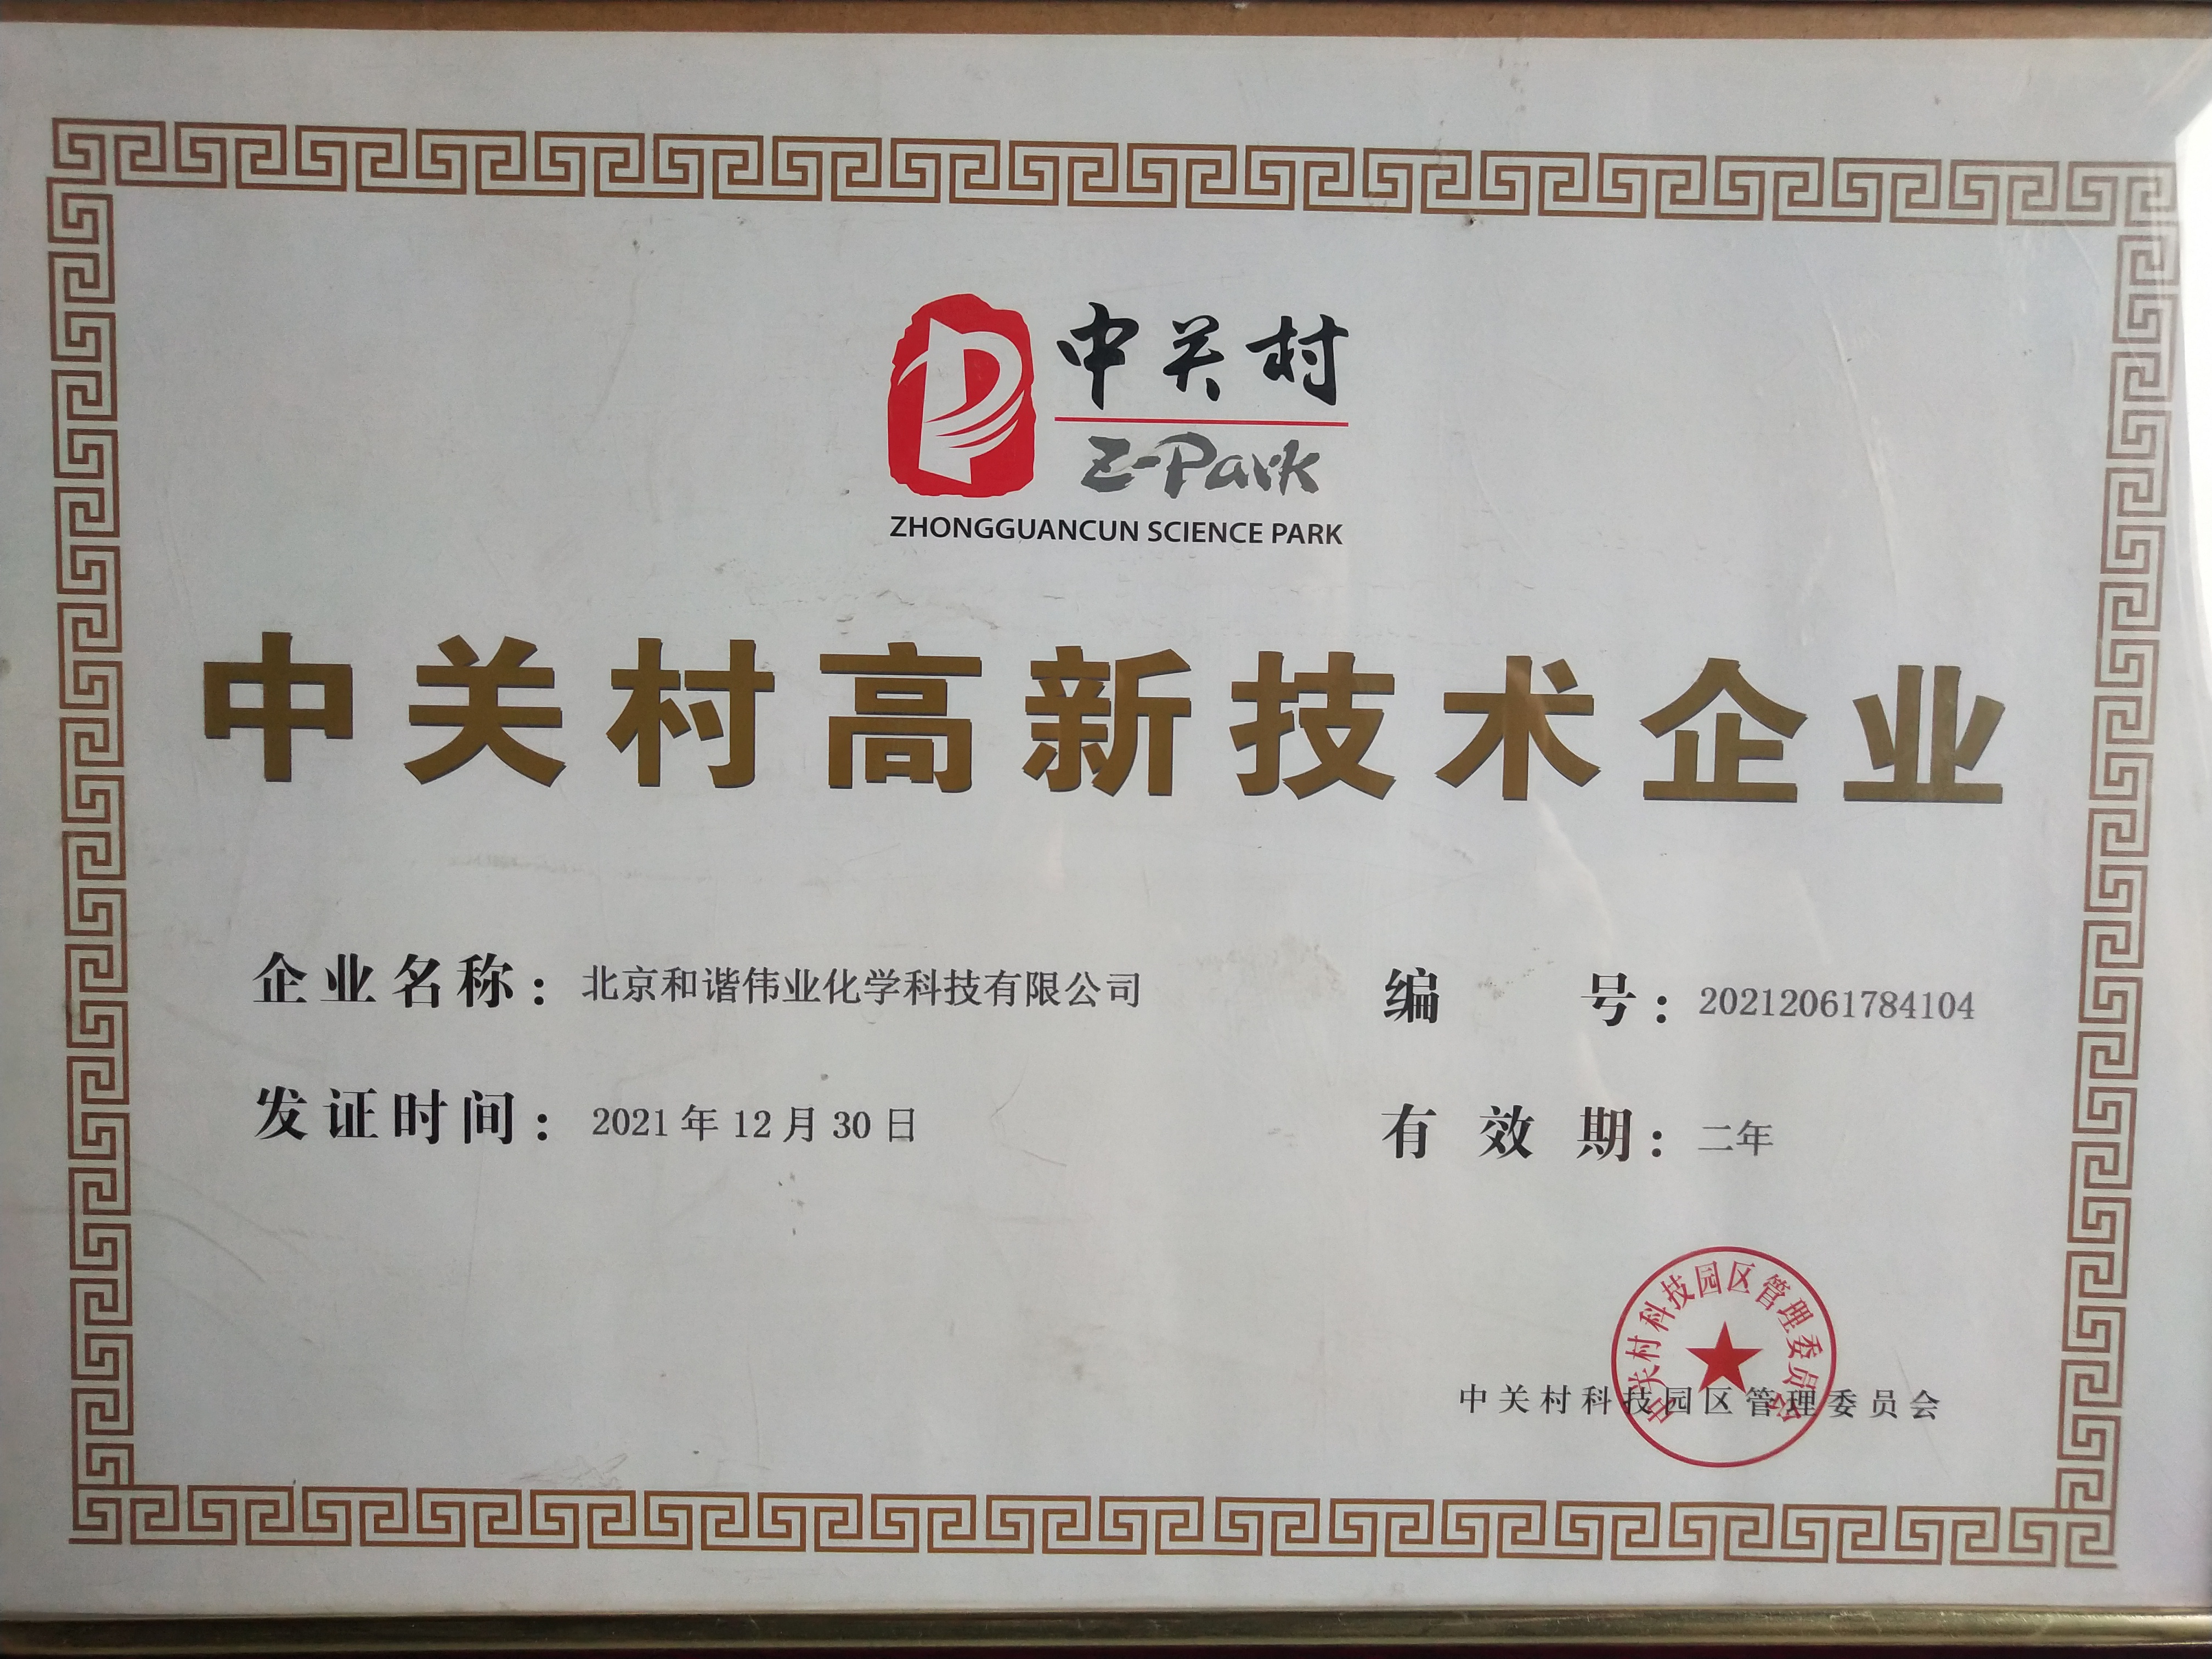 中关村
Z-Park
ZHONGGUANCUN SCIENCE PARK
中关村高新技术企业
企业名称：北京和谐伟业化学科技有限公司
编号：20212061784104
发证时间：2021年12月30日
有效期：二年
中关村科技园区管理委员会
中关村科技园区管理委员会